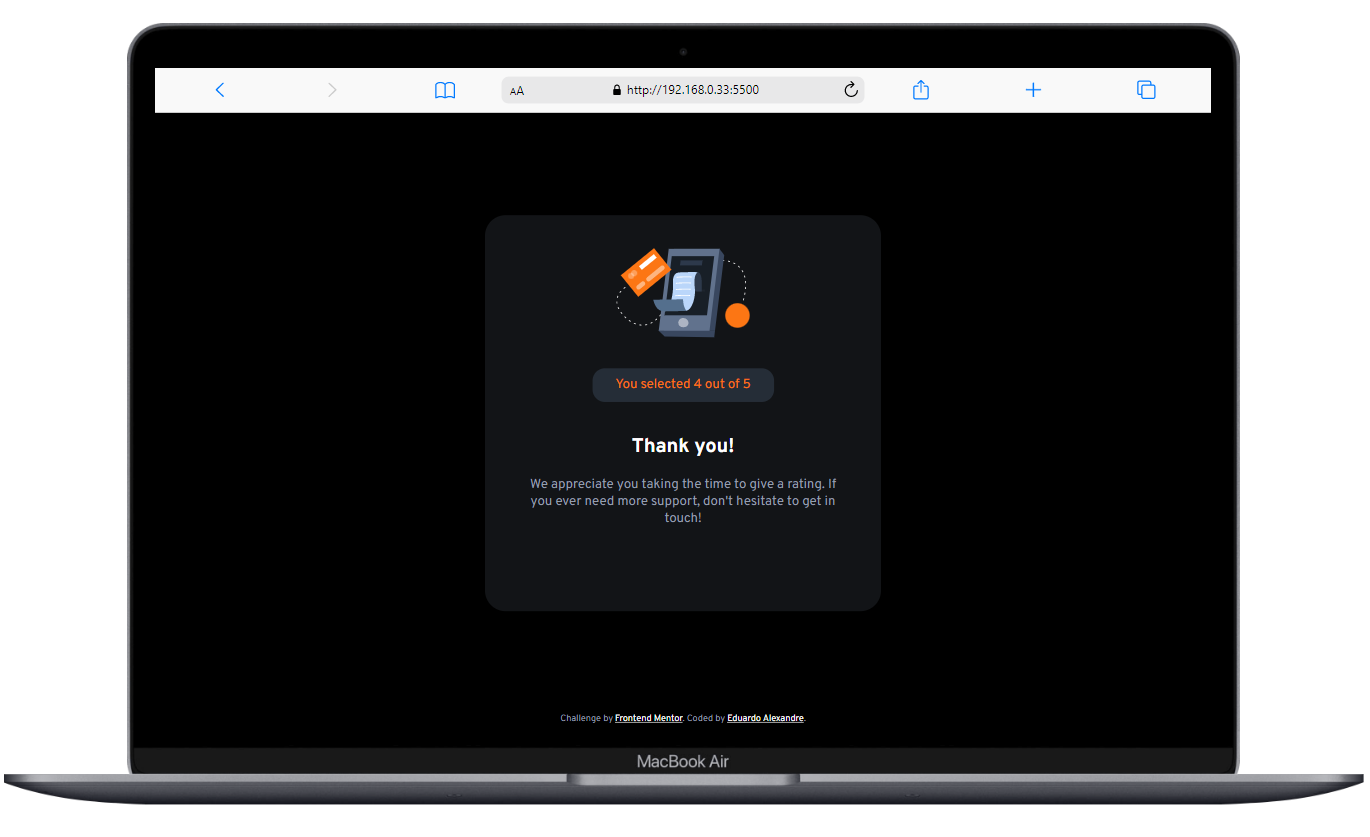 AA
http://192.168.0.33:5500
You selected 4 out of 5
Thank you!
We appreciate you taking the time to give a rating. If
you ever need more support, don't hesitate to get in
touch!
Challenge by Frontend Mentor. Coded by Eduardo Alexandre.
MacBook Air